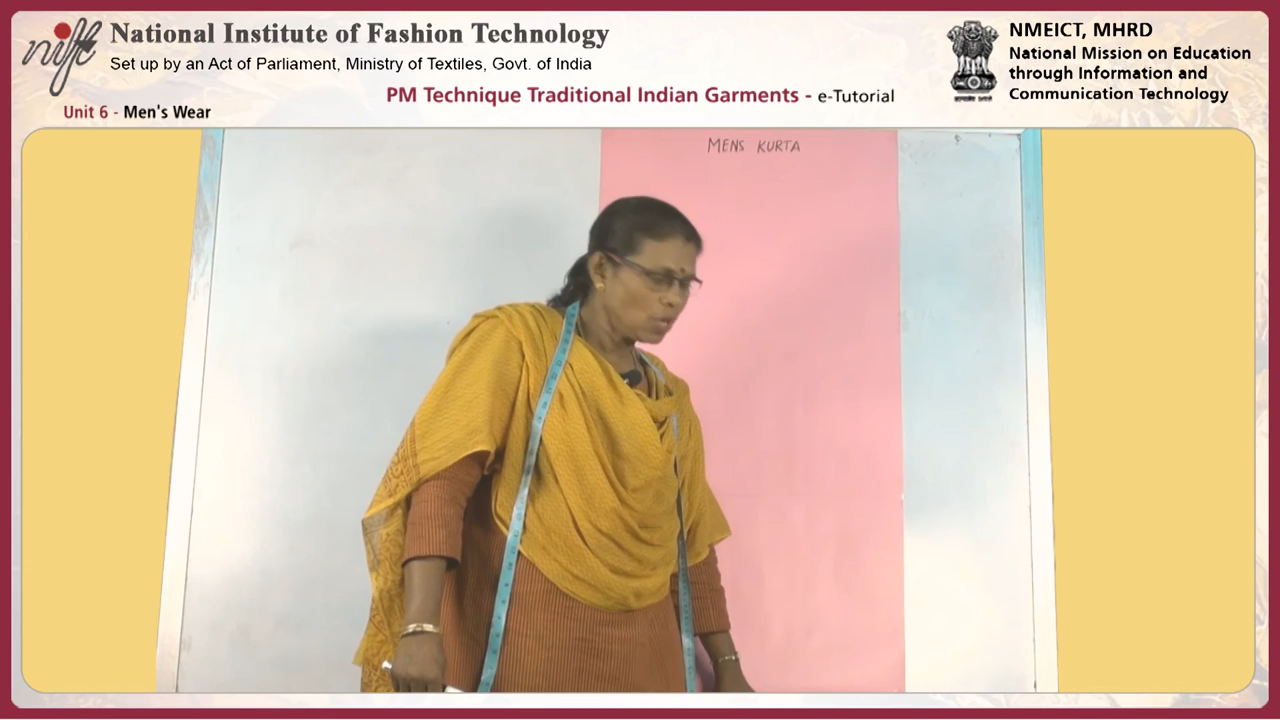 nift
National Institute of Fashion Technology
Set up by an Act of Parliament, Ministry of Textiles, Govt. of India
NMEICT, MHRD
National Mission on Education
through Information and
Communication Technology
PM Technique Traditional Indian Garments - e-Tutorial
Unit 6 - Men's Wear
MENS KURTA